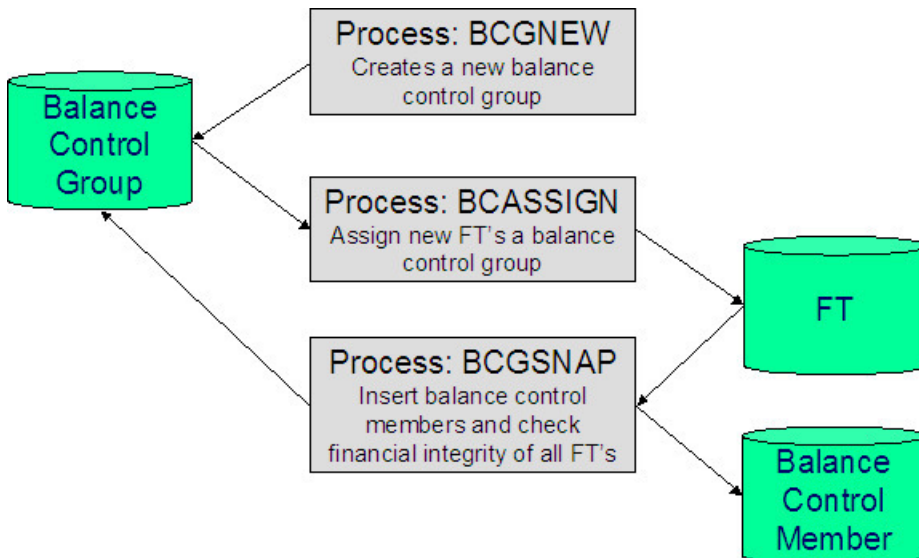 Process: BCGNEW
Creates a new balance
control group
Balance
Control
Group
Process: BCASSIGN
Assign new FT's a balance
control group
FT
Process: BCGSNAP
Insert balance control
members and check
financial integrity of all FT's
Balance
Control
Member